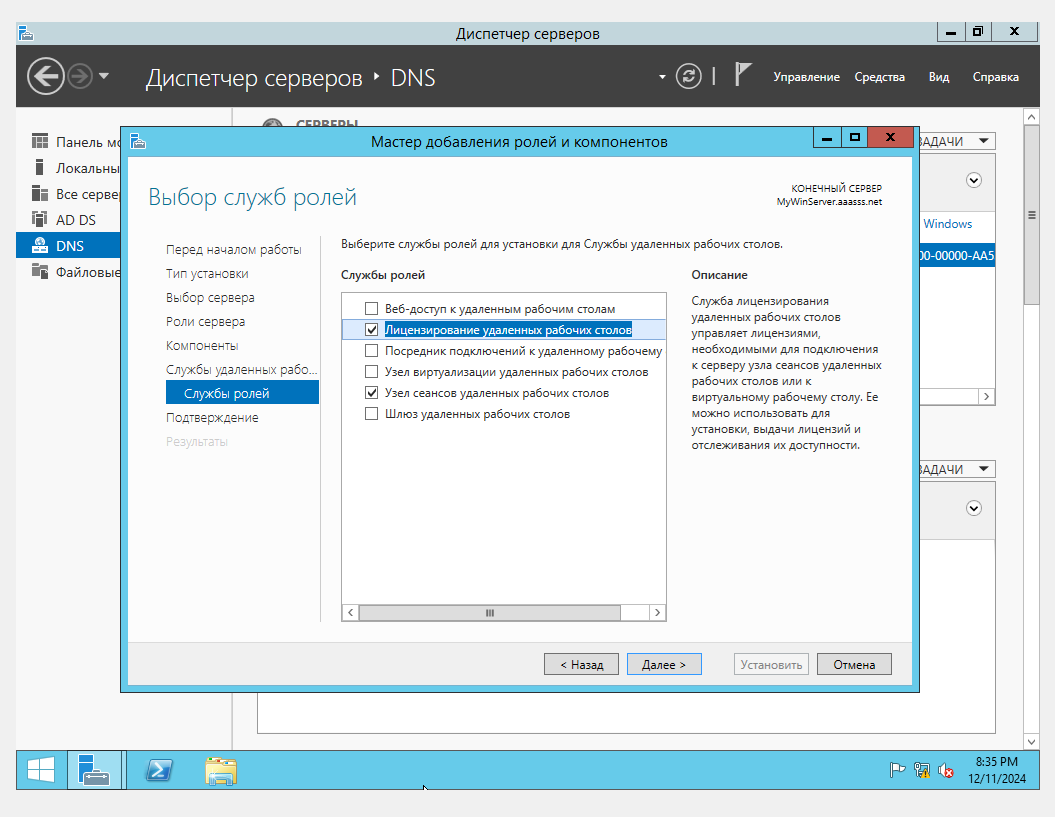 Диспетчер серверов
Диспетчер серверов
DNS
Управление
Средства
Вид
Справка
СЕРВЕРЫ
ЗАДАЧИ
Локальны
Все серве
AD DS
DNS
Файловые
Windows
00-00000-AA5
ЗАДАЧИ
Мастер добавления ролей и компонентов
Выбор служб ролей
КОНЕЧНЫЙ СЕРВЕР
MyWinServer.aaasss.net
Перед началом работы
Тип установки
Выбор сервера
Роли сервера
Компоненты
Службы удаленных рабо...
Службы ролей
Подтверждение
Результаты
Выберите службы ролей для установки для Службы удаленных рабочих столов.
Службы ролей
Веб-доступ к удаленным рабочим столам
Лицензирование удаленных рабочих столов
Посредник подключений к удаленному рабочему
Узел виртуализации удаленных рабочих столов
Узел сеансов удаленных рабочих столов
Шлюз удаленных рабочих столов
Описание
Служба лицензирования
удаленных рабочих столов
управляет лицензиями,
необходимыми для подключения
к серверу узла сеансов удаленных
рабочих столов или к
виртуальному рабочему столу. Ее
можно использовать для
установки, выдачи лицензий и
отслеживания их доступности.
< Назад
Далее >
Установить
Отмена
8:35 PM
12/11/2024